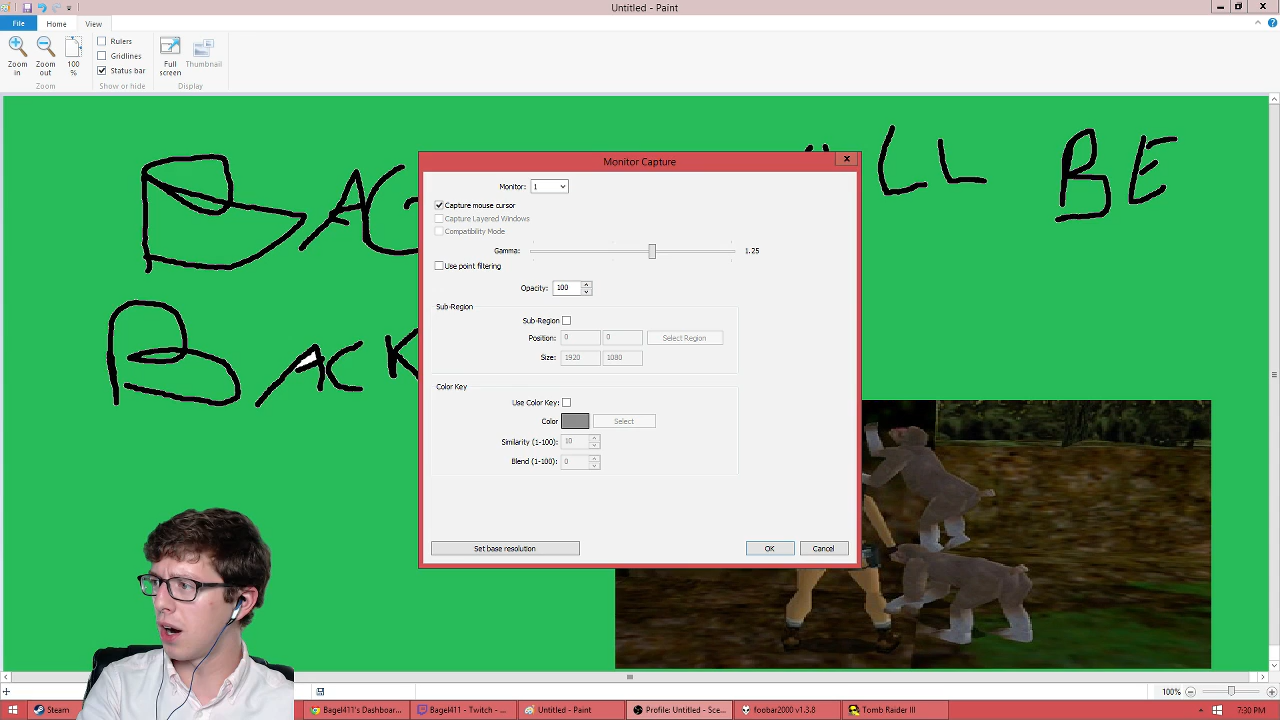 Untitled - Paint
File Home View
Zoom in Zoom out 100 % Rulers Gridlines Status bar Full screen Thumbnail
Zoom Show or hide Display
BE
BACK
Monitor Capture
Monitor: 1
Capture mouse cursor
Capture Layered Windows
Compatibility Mode
Gamma: 1.25
Use point filtering
Opacity: 100
Sub-Region
Sub-Region
Position: 0 0 Select Region
Size: 1920 1080
Color Key
Use Color Key:
Color Select
Similarity (1-100): 10
Blend (1-100): 0
Set base resolution OK Cancel
100%
Steam Bagel411's Dashboar... Bagel411 - Twitch - ... Untitled - Paint Profile: Untitled - Sce... foobar2000 v1.3.8 Tomb Raider III 7:30 PM